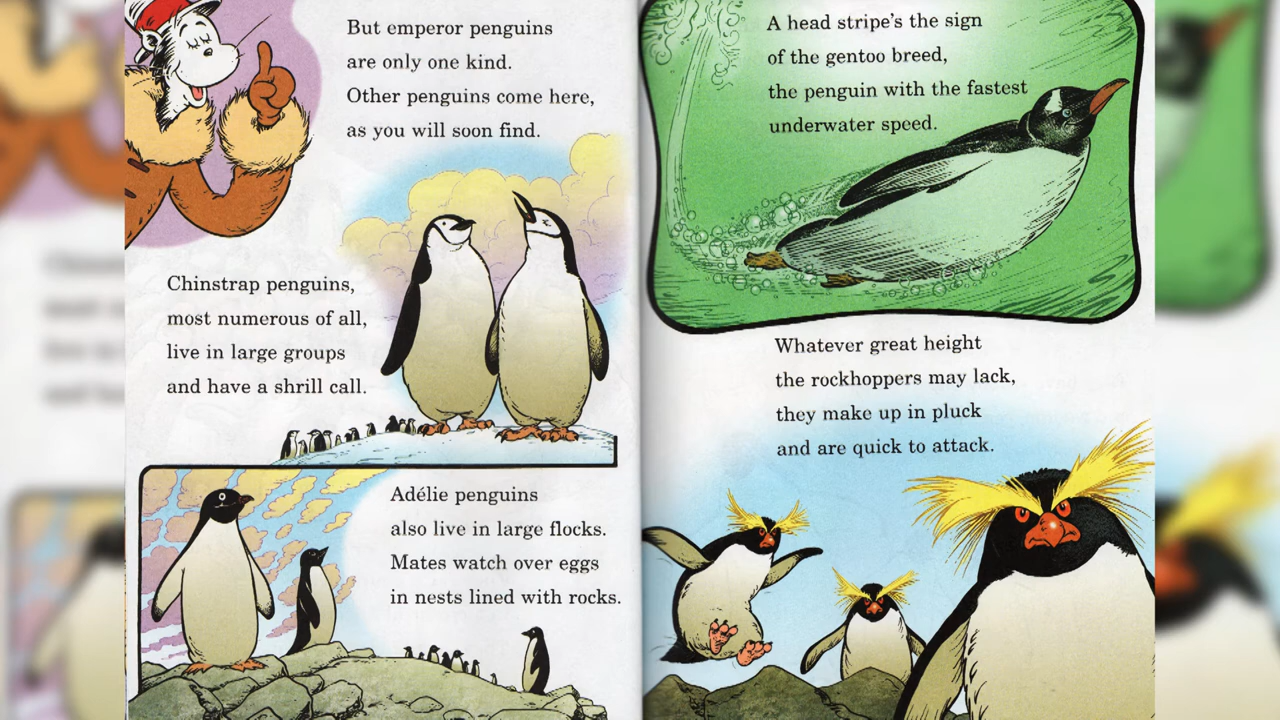 But emperor penguins
are only one kind.
Other penguins come here,
as you will soon find.
Chinstrap penguins,
most numerous of all,
live in large groups
and have a shrill call.
Adélie penguins
also live in large flocks.
Mates watch over eggs
in nests lined with rocks.
A head stripe's the sign
of the gentoo breed,
the penguin with the fastest
underwater speed.
Whatever great height
the rockhoppers may lack,
they make up in pluck
and are quick to attack.